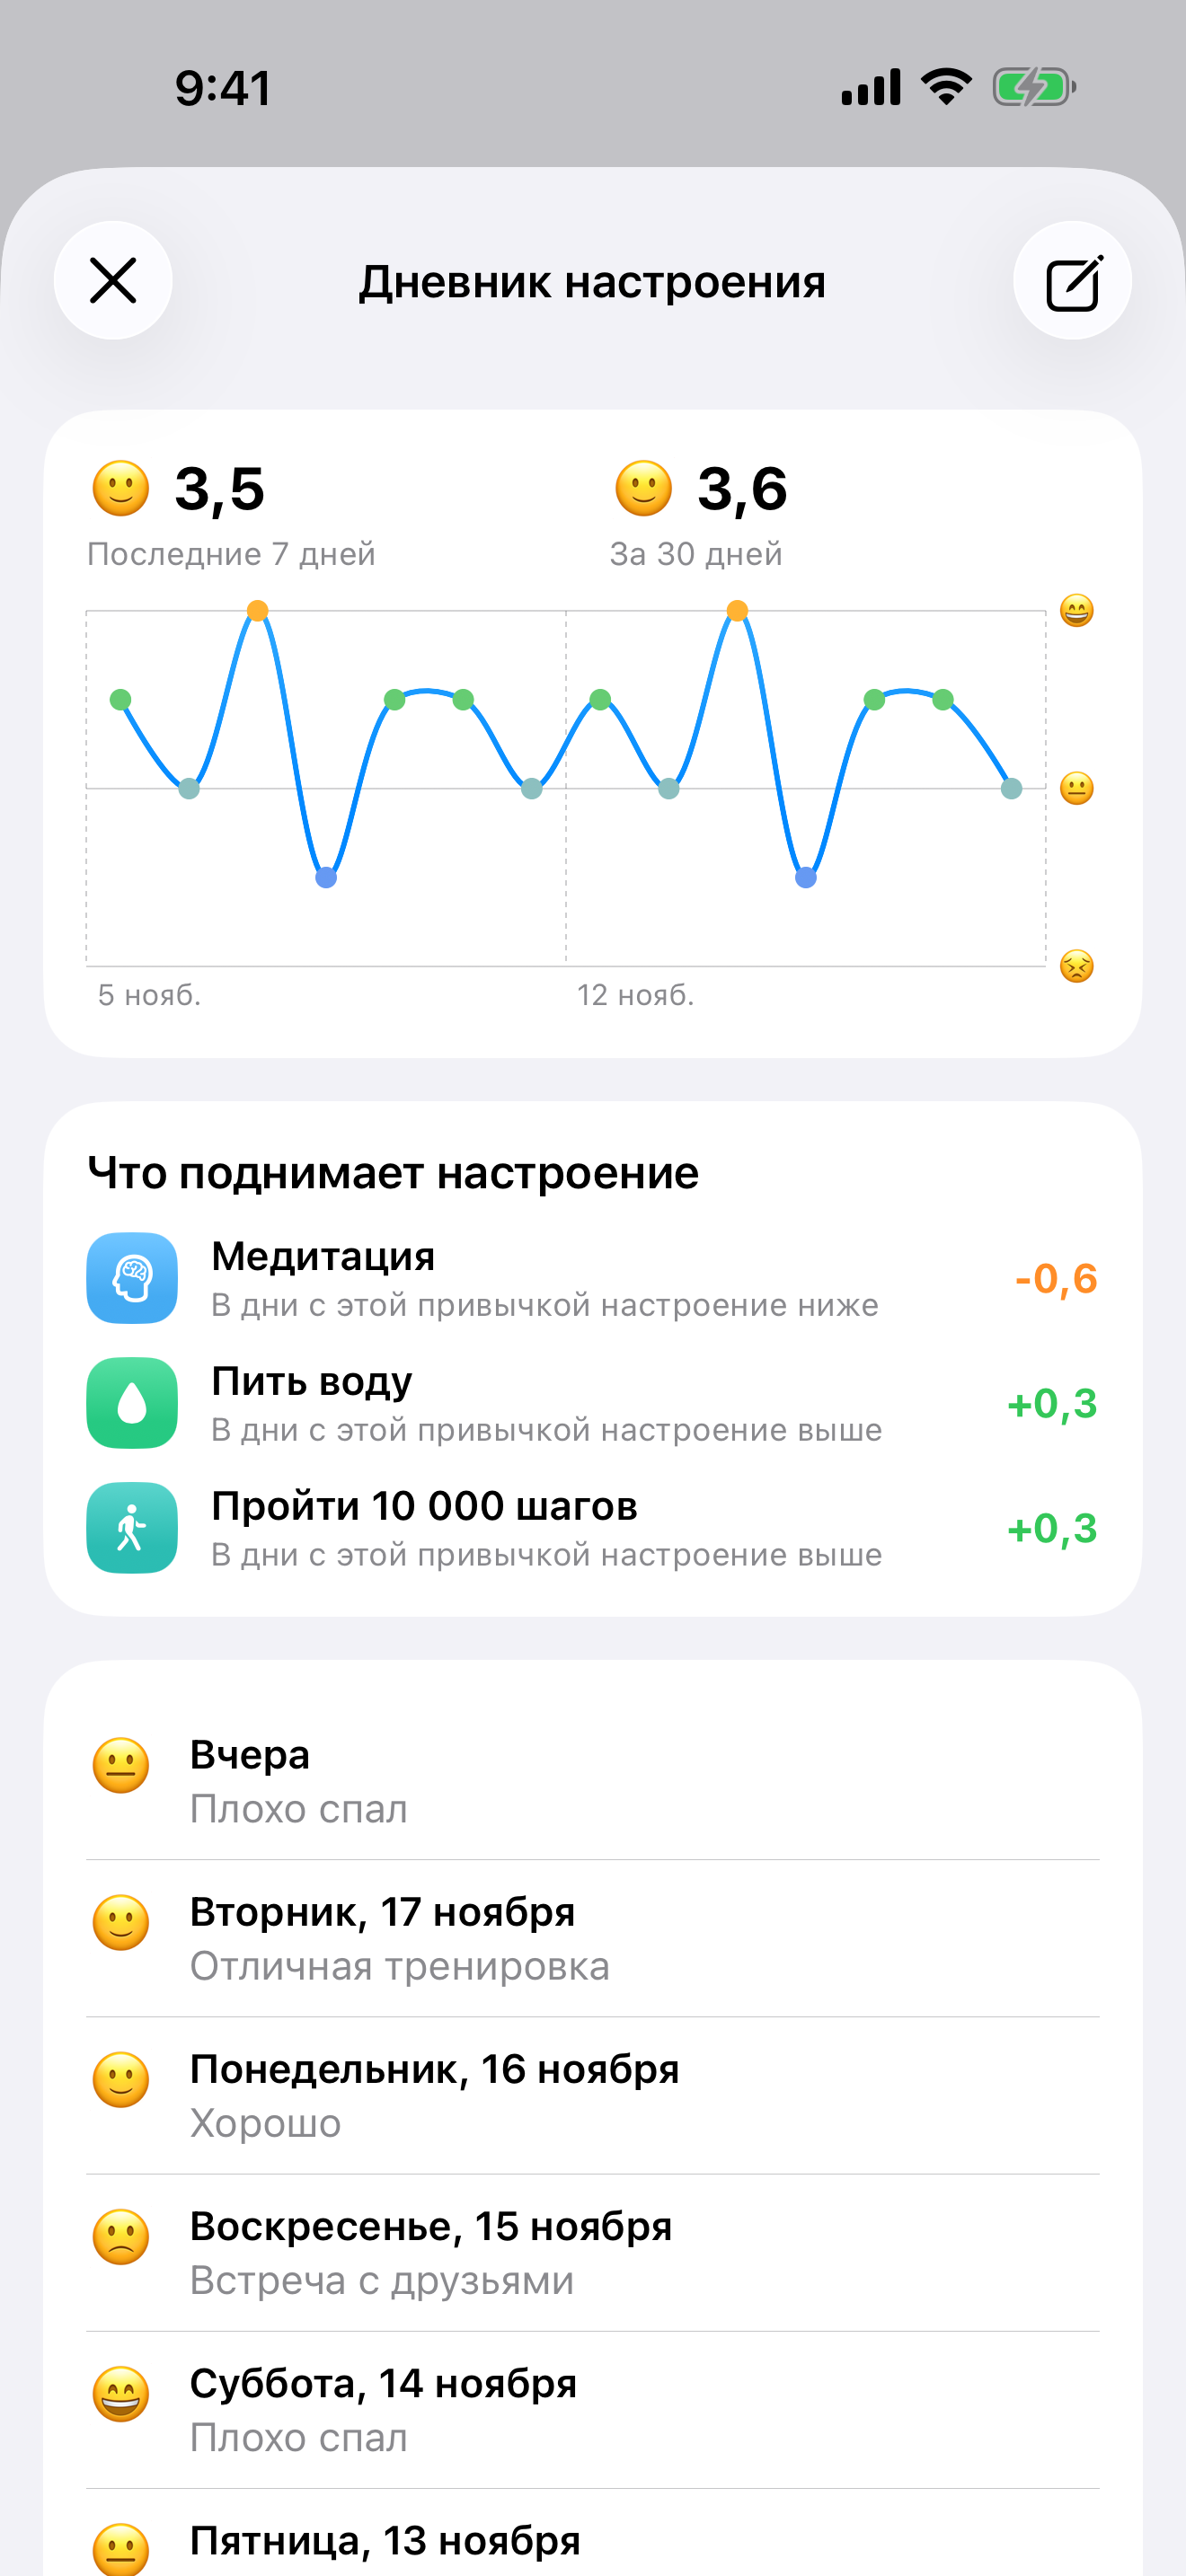 9:41
Дневник настроения
3,5
3,6
Последние 7 дней
За 30 дней
5 нояб.
12 нояб.
Что поднимает настроение
Медитация
В дни с этой привычкой настроение ниже
-0,6
Пить воду
В дни с этой привычкой настроение выше
+0,3
Пройти 10 000 шагов
В дни с этой привычкой настроение выше
+0,3
Вчера
Плохо спал
Вторник, 17 ноября
Отличная тренировка
Понедельник, 16 ноября
Хорошо
Воскресенье, 15 ноября
Встреча с друзьями
Суббота, 14 ноября
Плохо спал
Пятница, 13 ноября